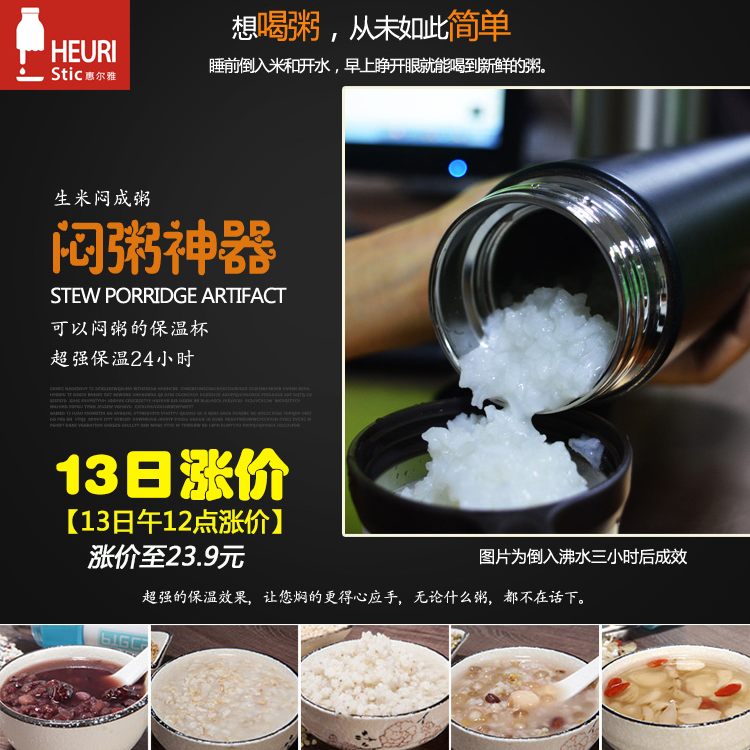 HEURI
Stic 惠尔雅
想喝粥，从未如此简单
睡前倒入米和开水，早上睁开眼就能喝到新鲜的粥。
生米闷成粥
闷粥神器
STEW PORRIDGE ARTIFACT
可以闷粥的保温杯
超强保温24小时
13日涨价
【13日午12点涨价】
涨价至23.9元
图片为倒入沸水三小时后成效
超强的保温效果，让您焖的更得心应手，无论什么粥，都不在话下。